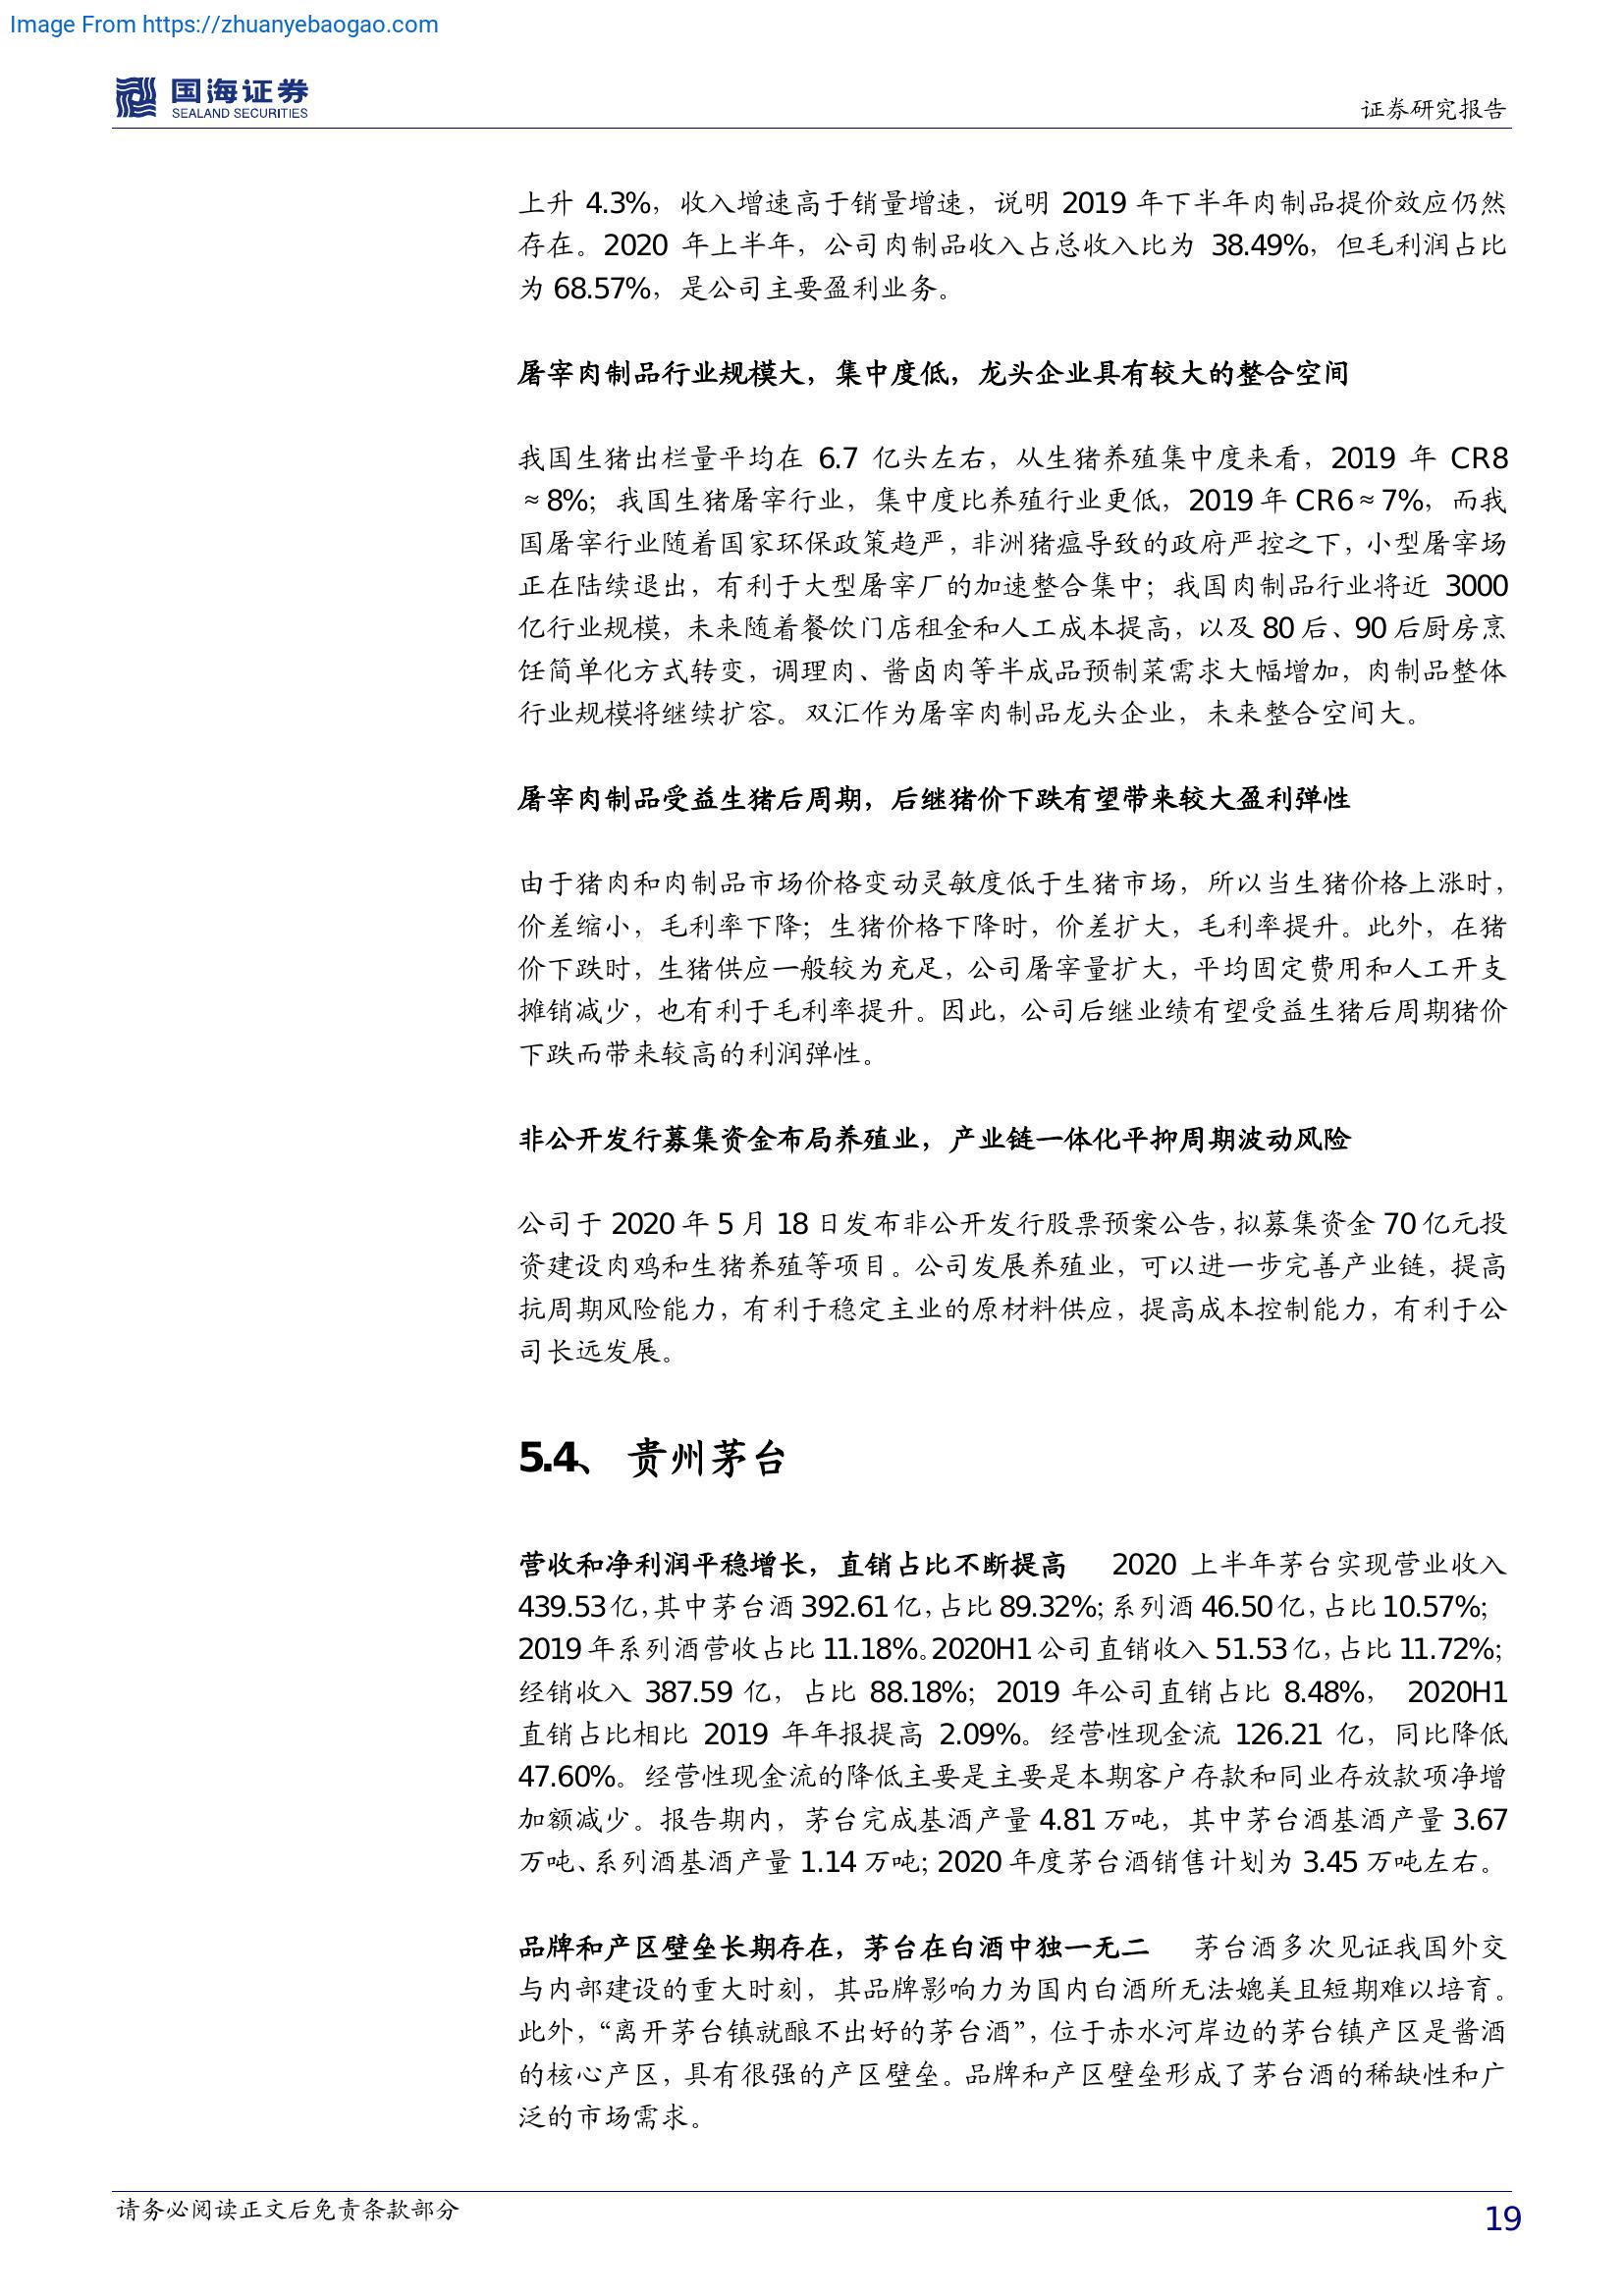 Image From https://zhuanyebaogao.com
国海证券
SEALAND SECURITIES
证券研究报告
上升 4.3%，收入增速高于销量增速，说明 2019 年下半年肉制品提价效应仍然
存在。2020 年上半年，公司肉制品收入占总收入比为 38.49%，但毛利润占比
为 68.57%，是公司主要盈利业务。
屠宰肉制品行业规模大，集中度低，龙头企业具有较大的整合空间
我国生猪出栏量平均在 6.7 亿头左右，从生猪养殖集中度来看，2019 年 CR8
≈8%；我国生猪屠宰行业，集中度比养殖行业更低，2019 年 CR6≈7%，而我
国屠宰行业随着国家环保政策趋严，非洲猪瘟导致的政府严控之下，小型屠宰场
正在陆续退出，有利于大型屠宰厂的加速整合集中；我国肉制品行业将近 3000
亿行业规模，未来随着餐饮门店租金和人工成本提高，以及 80 后、90 后厨房烹
饪简单化方式转变，调理肉、酱卤肉等半成品预制菜需求大幅增加，肉制品整体
行业规模将继续扩容。双汇作为屠宰肉制品龙头企业，未来整合空间大。
屠宰肉制品受益生猪后周期，后继猪价下跌有望带来较大盈利弹性
由于猪肉和肉制品市场价格变动灵敏度低于生猪市场，所以当生猪价格上涨时，
价差缩小，毛利率下降；生猪价格下降时，价差扩大，毛利率提升。此外，在猪
价下跌时，生猪供应一般较为充足，公司屠宰量扩大，平均固定费用和人工开支
摊销减少，也有利于毛利率提升。因此，公司后继业绩有望受益生猪后周期猪价
下跌而带来较高的利润弹性。
非公开发行募集资金布局养殖业，产业链一体化平抑周期波动风险
公司于 2020 年 5 月 18 日发布非公开发行股票预案公告，拟募集资金 70 亿元投
资建设肉鸡和生猪养殖等项目。公司发展养殖业，可以进一步完善产业链，提高
抗周期风险能力，有利于稳定主业的原材料供应，提高成本控制能力，有利于公
司长远发展。
5.4、 贵州茅台
营收和净利润平稳增长，直销占比不断提高 2020 上半年茅台实现营业收入
439.53 亿，其中茅台酒 392.61 亿，占比 89.32%；系列酒 46.50 亿，占比 10.57%；
2019 年系列酒营收占比 11.18%。2020H1 公司直销收入 51.53 亿，占比 11.72%；
经销收入 387.59 亿，占比 88.18%；2019 年公司直销占比 8.48%， 2020H1
直销占比相比 2019 年年报提高 2.09%。经营性现金流 126.21 亿，同比降低
47.60%。经营性现金流的降低主要是主要是本期客户存款和同业存放款项净增
加额减少。报告期内，茅台完成基酒产量 4.81 万吨，其中茅台酒基酒产量 3.67
万吨、系列酒基酒产量 1.14 万吨；2020 年度茅台酒销售计划为 3.45 万吨左右。
品牌和产区壁垒长期存在，茅台在白酒中独一无二 茅台酒多次见证我国外交
与内部建设的重大时刻，其品牌影响力为国内白酒所无法媲美且短期难以培育。
此外，“离开茅台镇就酿不出好的茅台酒”，位于赤水河岸边的茅台镇产区是酱酒
的核心产区，具有很强的产区壁垒。品牌和产区壁垒形成了茅台酒的稀缺性和广
泛的市场需求。
请务必阅读正文后免责条款部分
19